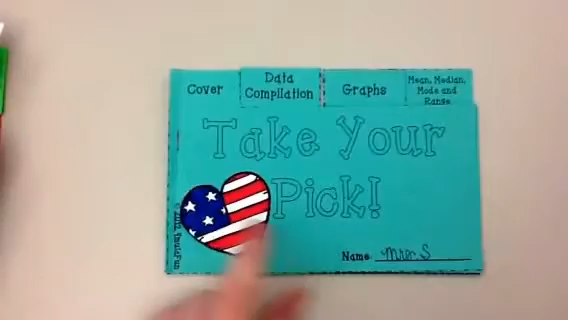 Cover
Data
Compilation
Graphs
Mean, Median,
Mode and
Range
Take Your
Pick!
Name: Mrs. S